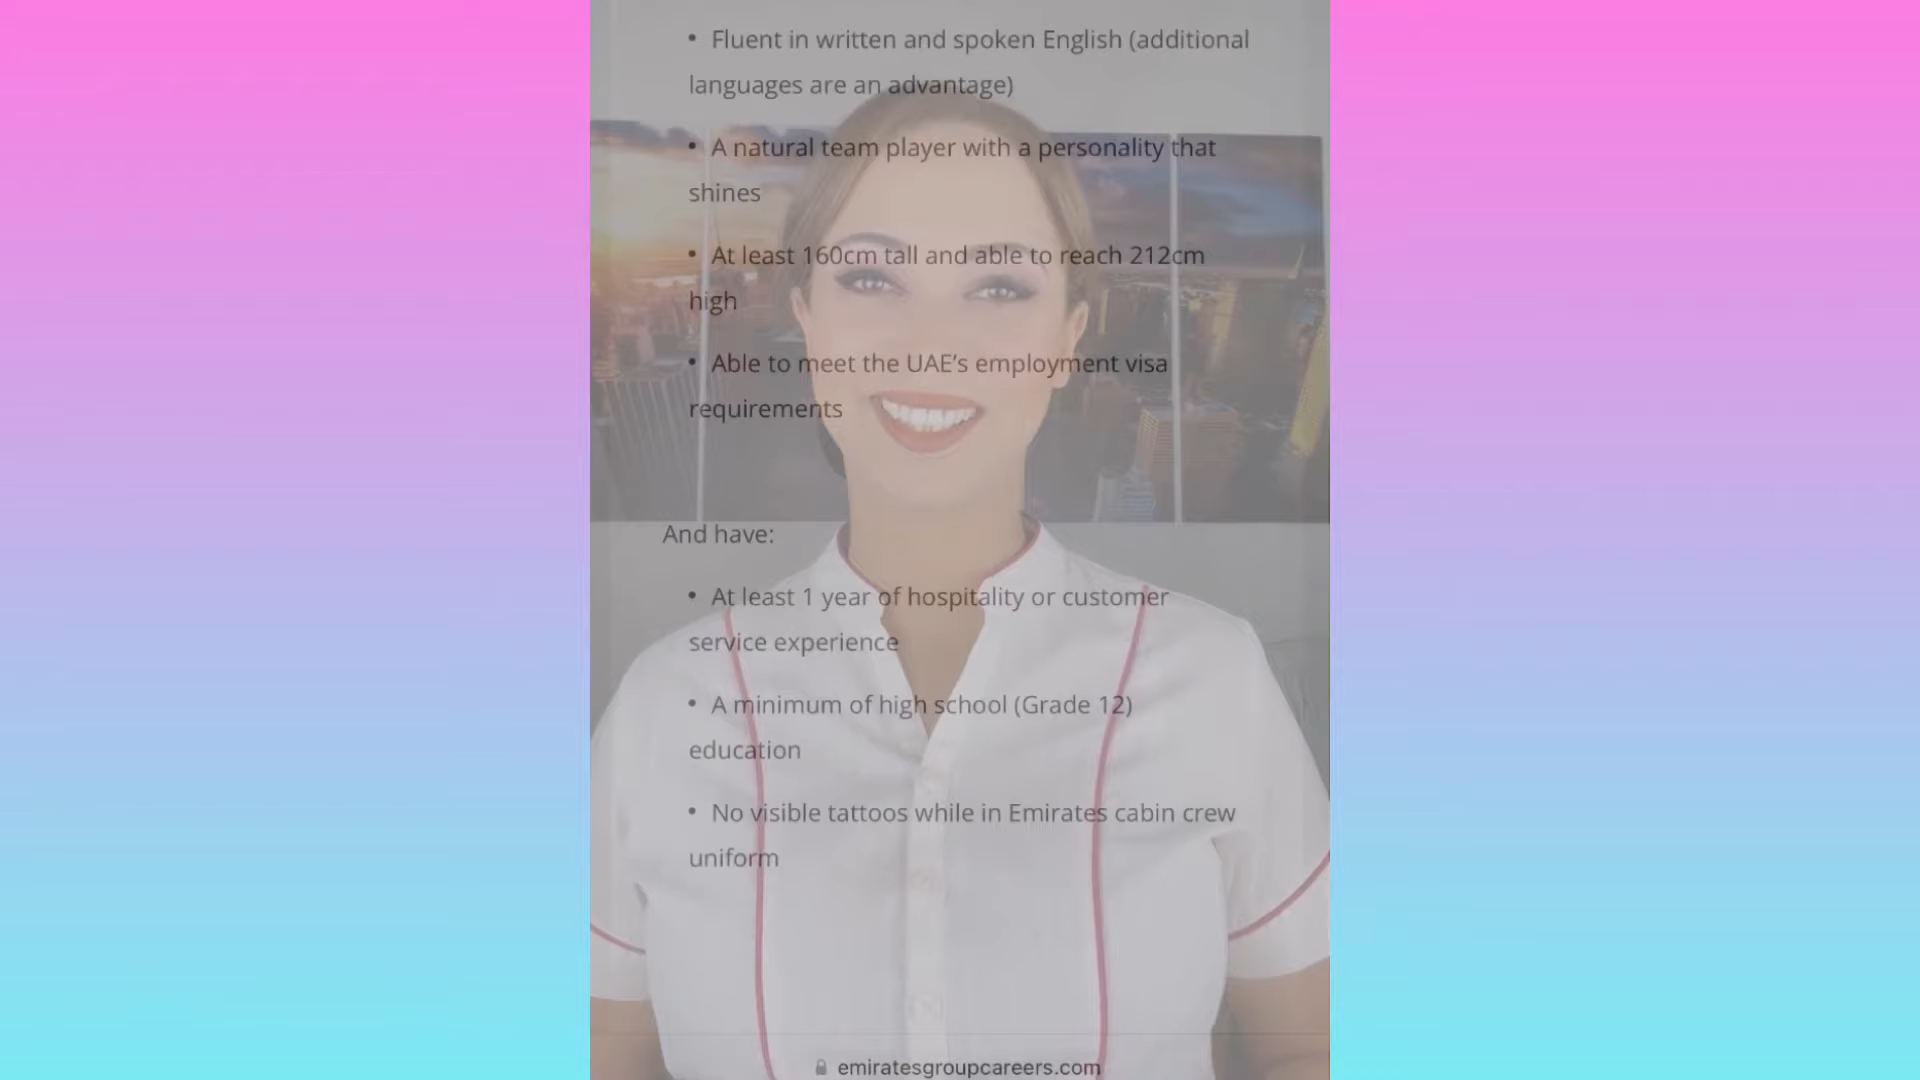 • Fluent in written and spoken English (additional
languages are an advantage)
• A natural team player with a personality that
shines
• At least 160cm tall and able to reach 212cm
high
• Able to meet the UAE’s employment visa
requirements
And have:
• At least 1 year of hospitality or customer
service experience
• A minimum of high school (Grade 12)
education
• No visible tattoos while in Emirates cabin crew
uniform
emiratesgroupcareers.com